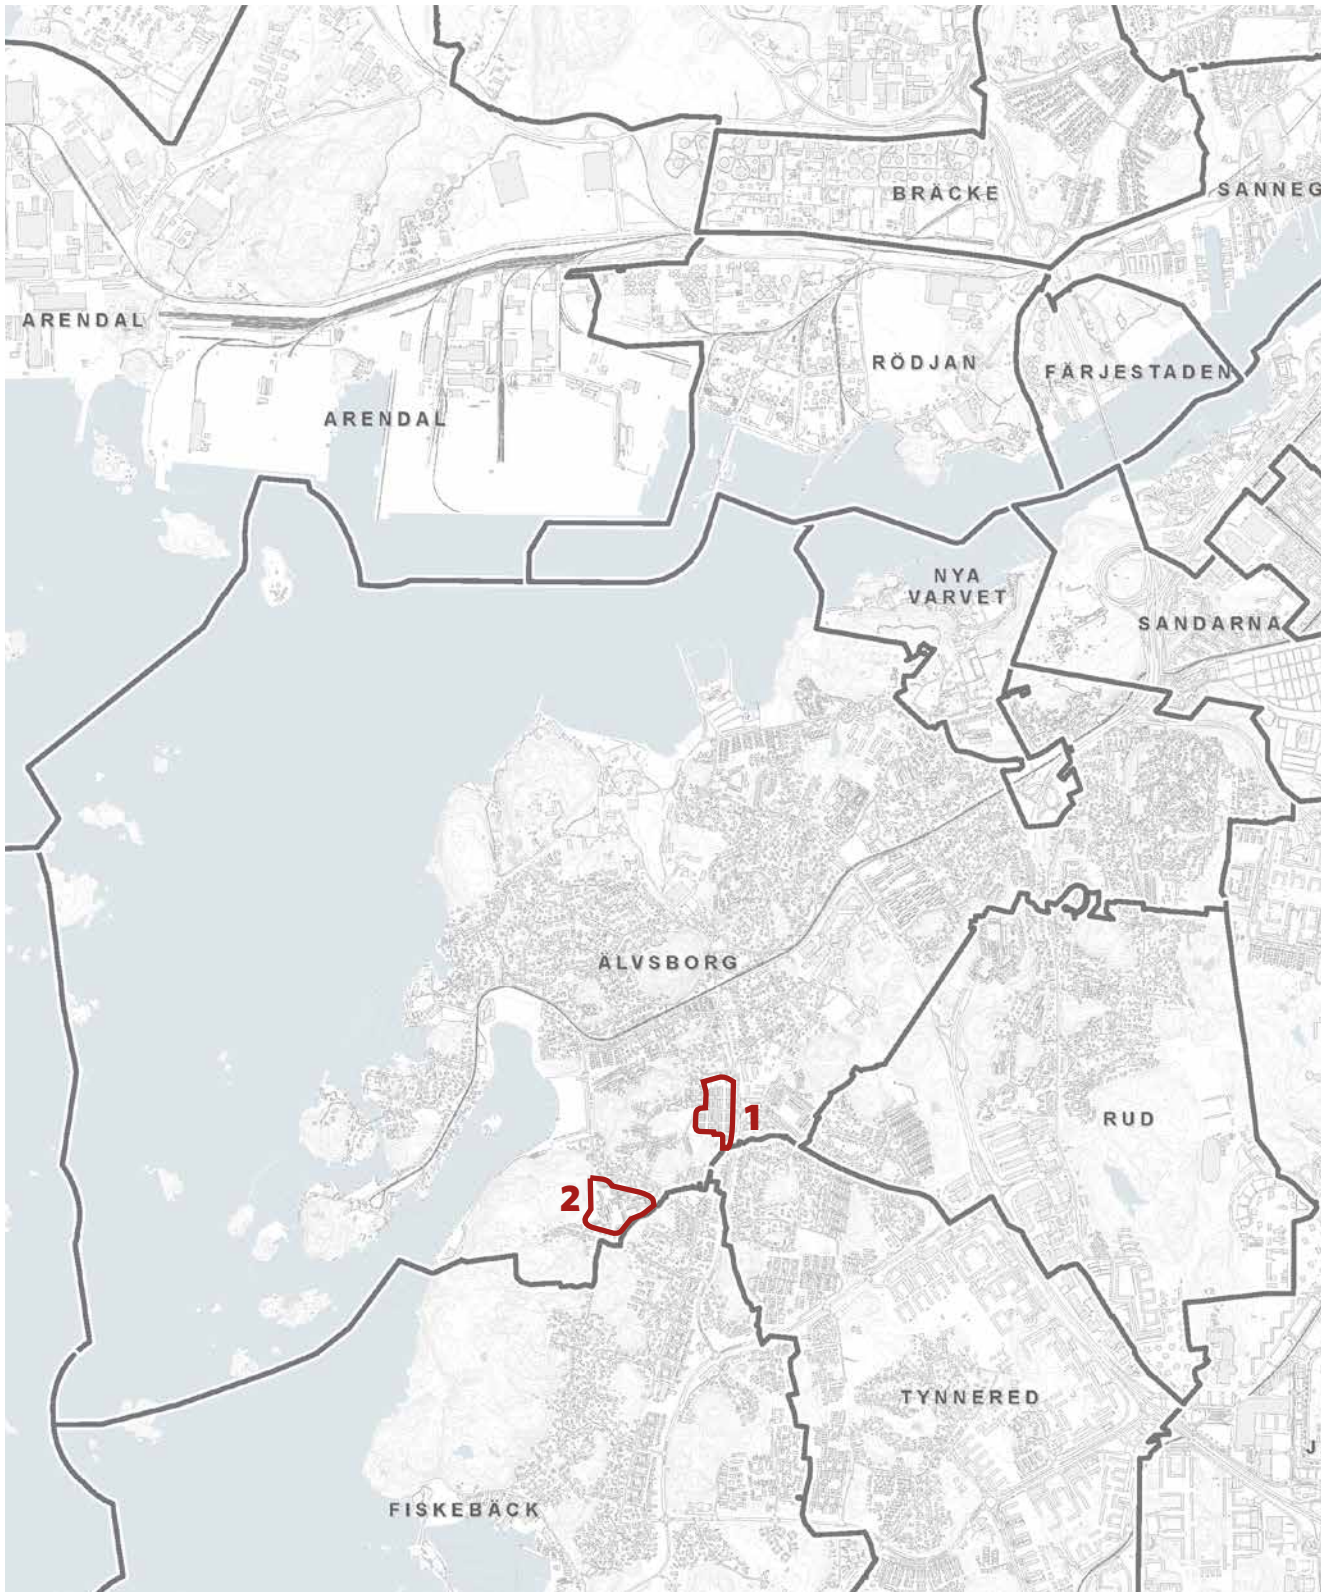 BRÄCKE
SANNEG
ARENDAL
RÖDJAN
FÄRJESTADEN
ARENDAL
NYA
VARVET
SANDARNA
ÄLVSBORG
1
RUD
2
TYNNERED
J
FISKEBÄCK